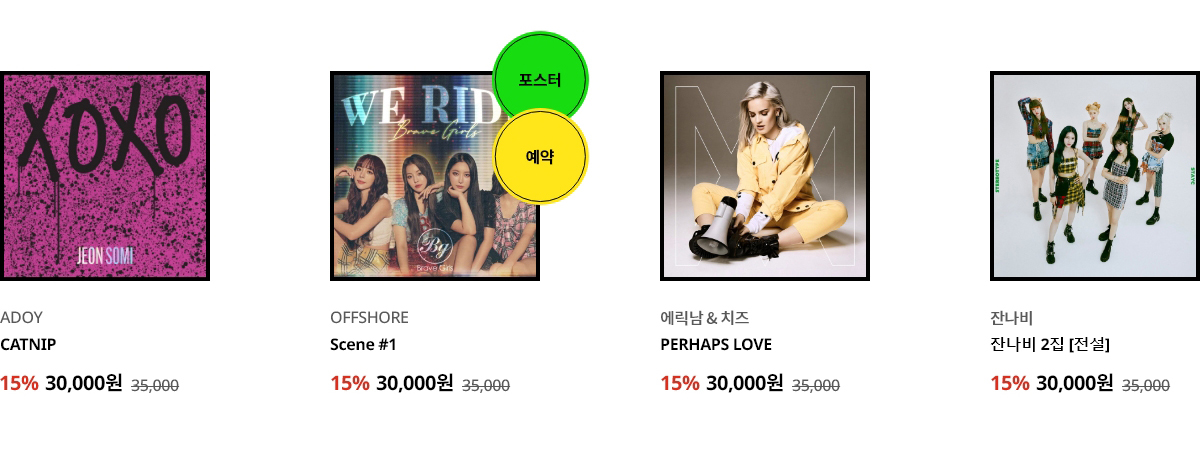 XOXO
JEON SOMI
WE RID
Brave Girls
By
Brave Girls
포스터
예약
STEREOTYPE
STAYC
ADOY
CATNIP
15% 30,000원 35,000
OFFSHORE
Scene #1
15% 30,000원 35,000
에릭남 & 치즈
PERHAPS LOVE
15% 30,000원 35,000
잔나비
잔나비 2집 [전설]
15% 30,000원 35,000